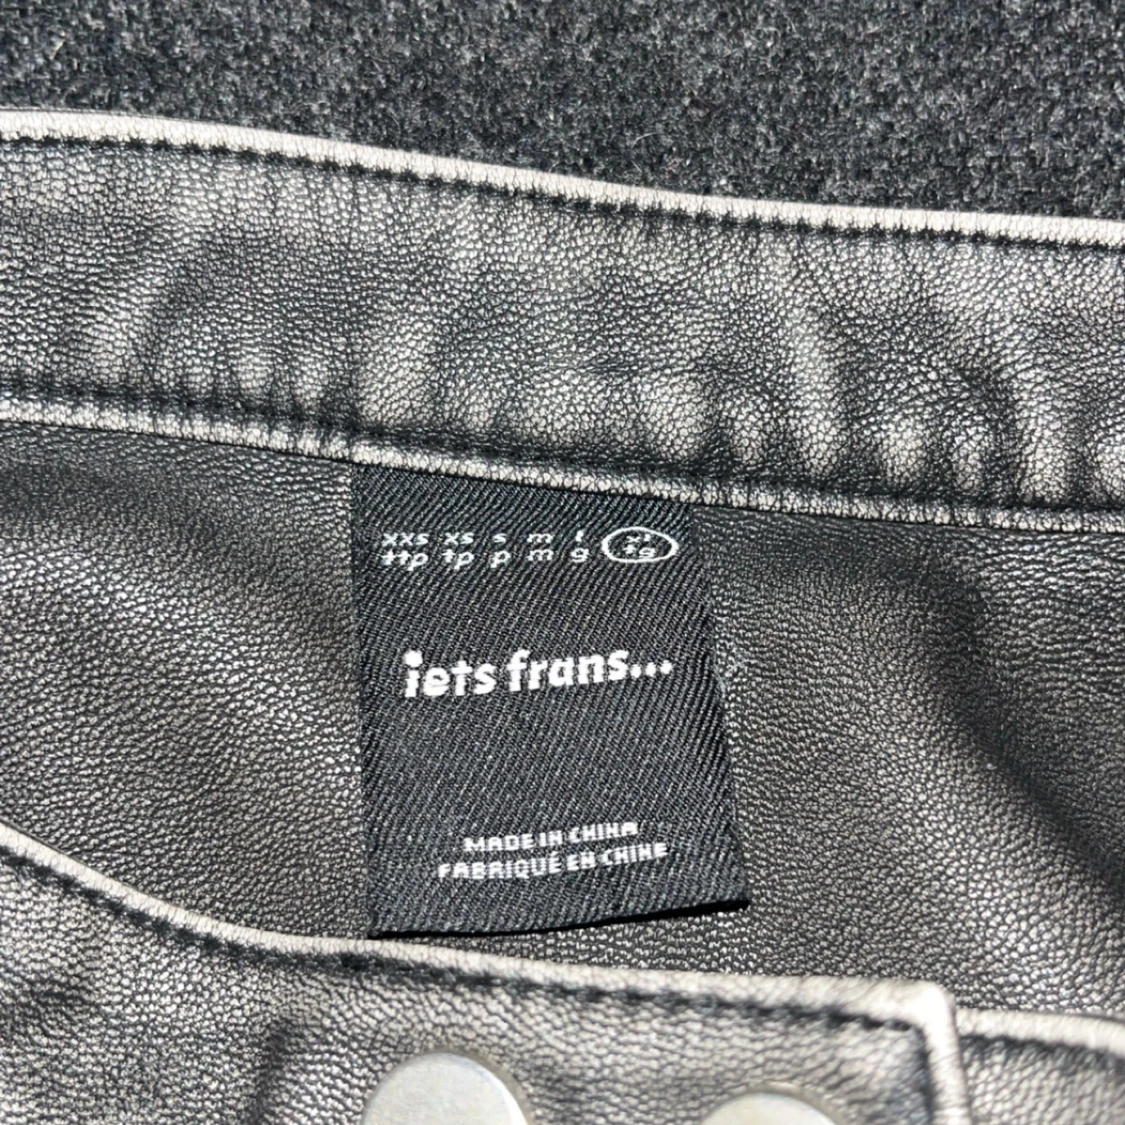 xxs xs s m l xl
ttp tp p m g tg
iets frans...
MADE IN CHINA
FABRIQUÉ EN CHINE